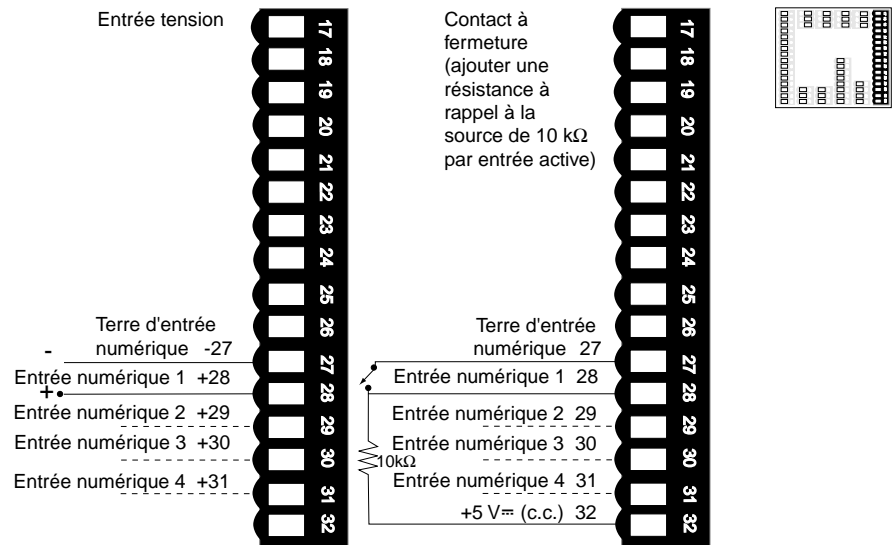 Entrée tension
17
18
19
20
21
22
23
24
25
26
27
28
29
30
31
32
Terre d'entrée
numérique -27
-
Entrée numérique 1 +28
+
Entrée numérique 2 +29
Entrée numérique 3 +30
Entrée numérique 4 +31
Contact à
fermeture
(ajouter une
résistance à
rappel à la
source de 10 kΩ
par entrée active)
17
18
19
20
21
22
23
24
25
26
27
28
29
30
31
32
Terre d'entrée
numérique 27
Entrée numérique 1 28
Entrée numérique 2 29
Entrée numérique 3 30
10kΩ
Entrée numérique 4 31
+5 V⎓ (c.c.) 32